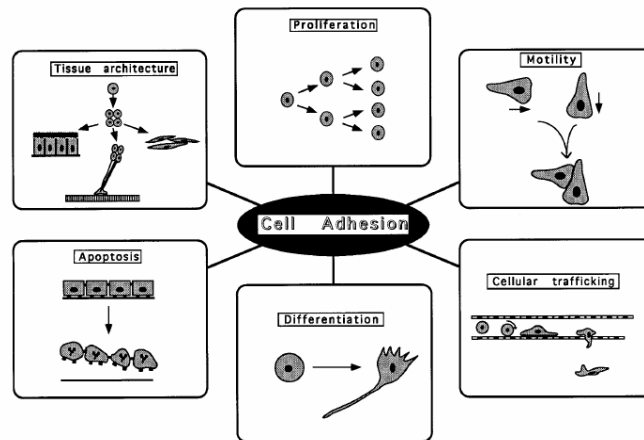 Proliferation
Tissue architecture
Motility
Cell Adhesion
Apoptosis
Differentiation
Cellular trafficking